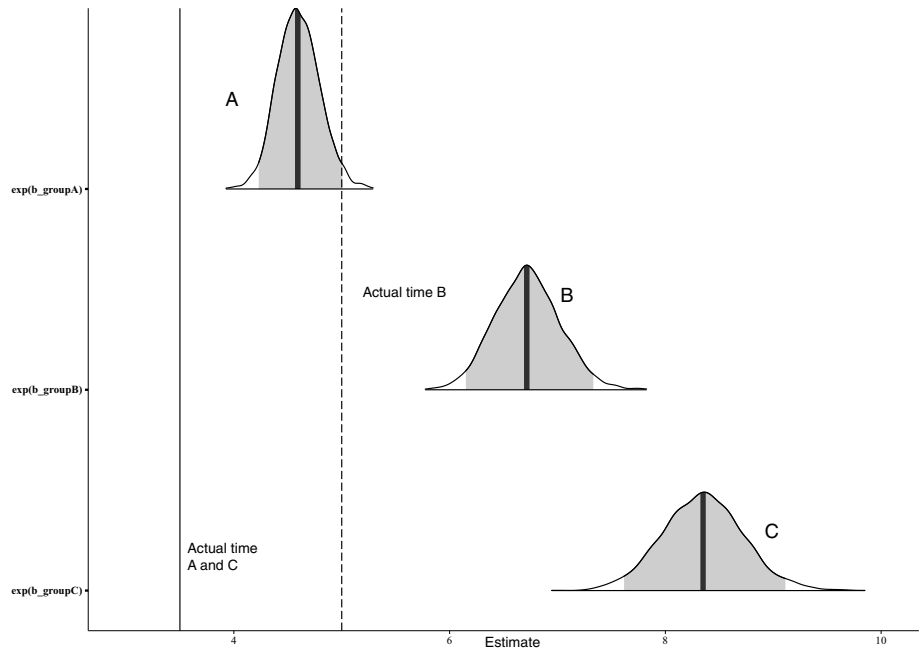 A
exp(b_groupA)
Actual time B
B
exp(b_groupB)
C
Actual time
A and C
exp(b_groupC)
4
6
8
10
Estimate